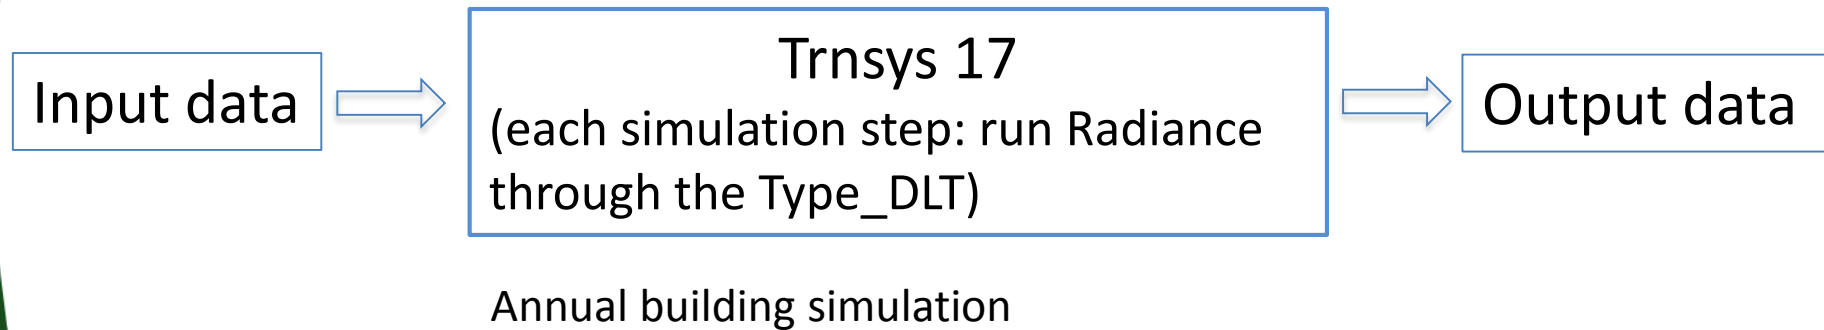 Input data
Trnsys 17
(each simulation step: run Radiance
through the Type_DLT)
Output data
Annual building simulation